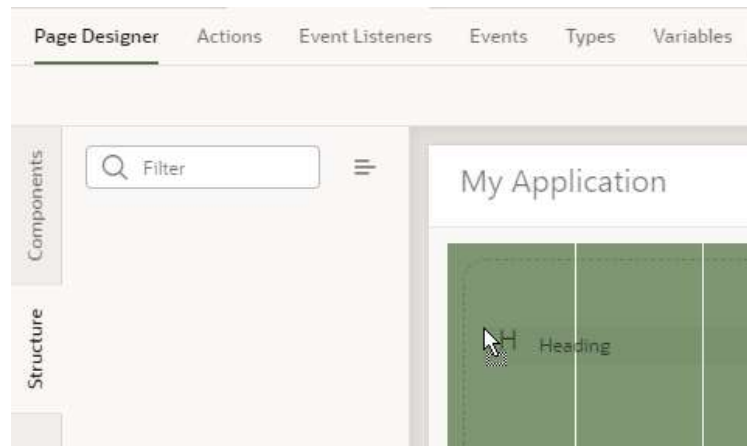 Page Designer Actions Event Listeners Events Types Variables
Components
Filter
My Application
Structure
H Heading